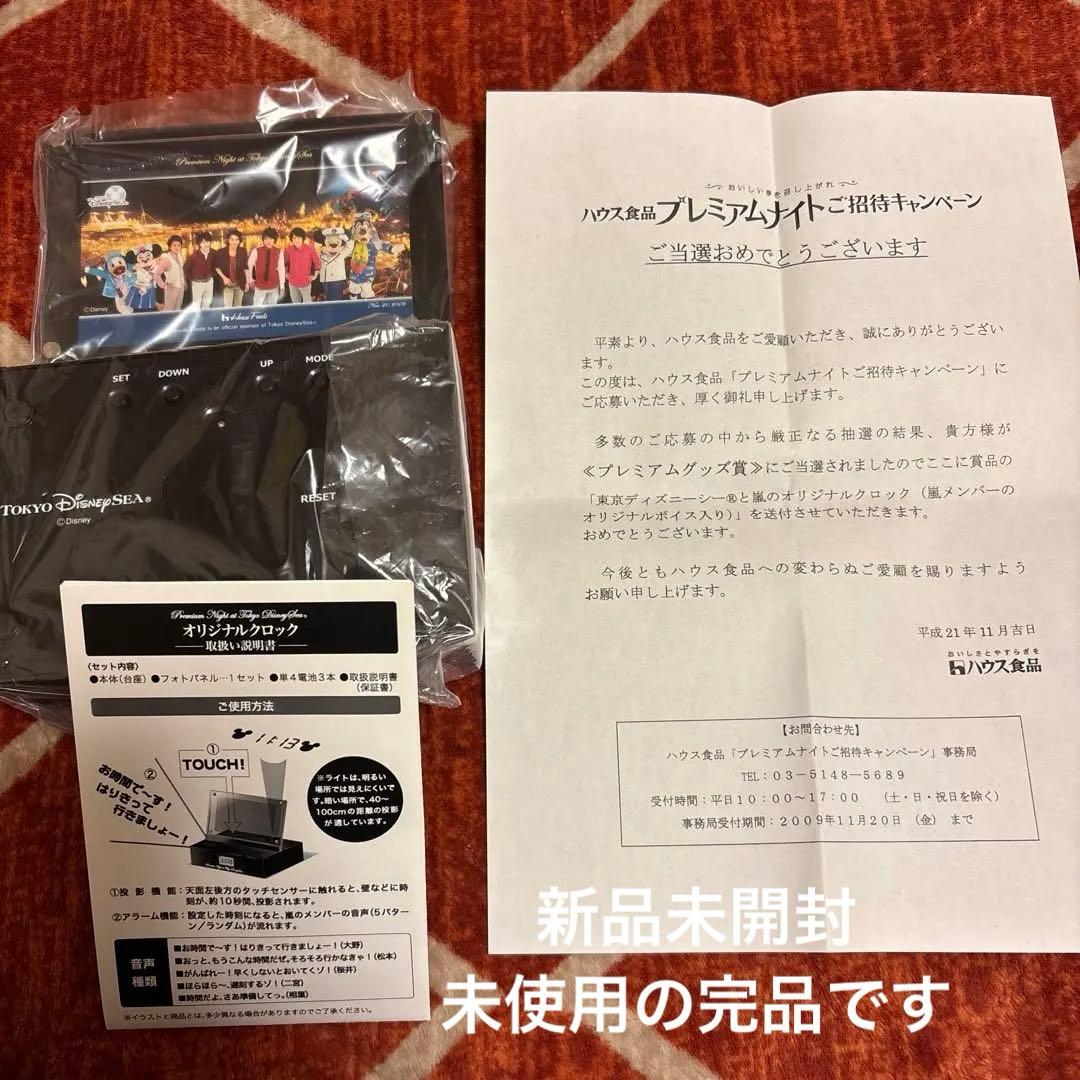 Premium Night at Tokyo DisneySea
Tokyo DisneySea
©Disney
Nov. 20. 2009
House Foods
House Foods is an official sponsor of Tokyo DisneySea®.
SET
DOWN
UP
MODE
TOKYO DISNEYSEA®
©Disney
RESET
Premium Night at Tokyo DisneySea®
オリジナルクロック
取扱い説明書
〈セット内容〉
●本体(台座) ●フォトパネル…1セット ●単4電池3本 ●取扱説明書
(保証書)
ご使用方法
11:13
①
TOUCH!
②
お時間で〜す!
はりきって
行きましょー!
※ライトは、明るい
場所では見えにくいで
す。暗い場所で、40〜
100cmの距離の投影
が適しています。
①投影機能:天面左後方のタッチセンサーに触れると、壁などに時
刻が、約10秒間、投影されます。
②アラーム機能:設定した時刻になると、嵐のメンバーの音声(5パター
ン/ランダム)が流れます。
音声
種類
■お時間で〜す!はりきって行きましょー!(大野)
■おっと、もうこんな時間だぜ。そろそろ行かなきゃ!(松本)
■がんばれー!早くしないとおいてくゾ!(桜井)
■ほらほら〜、遅刻するゾ!(二宮)
■時間だよ、さあ準備してっ。(相葉)
※イラストと商品とは、多少異なる場合がありますのでご了承ください。
おいしい夢を召し上がれ
ハウス食品プレミアムナイトご招待キャンペーン
ご当選おめでとうございます
平素より、ハウス食品をご愛顧いただき、誠にありがとうござい
ます。
この度は、ハウス食品「プレミアムナイトご招待キャンペーン」に
ご応募いただき、厚く御礼申し上げます。
多数のご応募の中から厳正なる抽選の結果、貴方様が
≪プレミアムグッズ賞≫にご当選されましたのでここに賞品の
「東京ディズニーシー®と嵐のオリジナルクロック(嵐メンバーの
オリジナルボイス入り)」を送付させていただきます。
おめでとうございます。
今後ともハウス食品への変わらぬご愛顧を賜りますよう
お願い申し上げます。
平成21年11月吉日
おいしさとやすらぎを
ハウス食品
【お問合わせ先】
ハウス食品「プレミアムナイトご招待キャンペーン」事務局
TEL:03-5148-5689
受付時間:平日10:00〜17:00 (土・日・祝日を除く)
事務局受付期間:2009年11月20日(金)まで
新品未開封
未使用の完品です